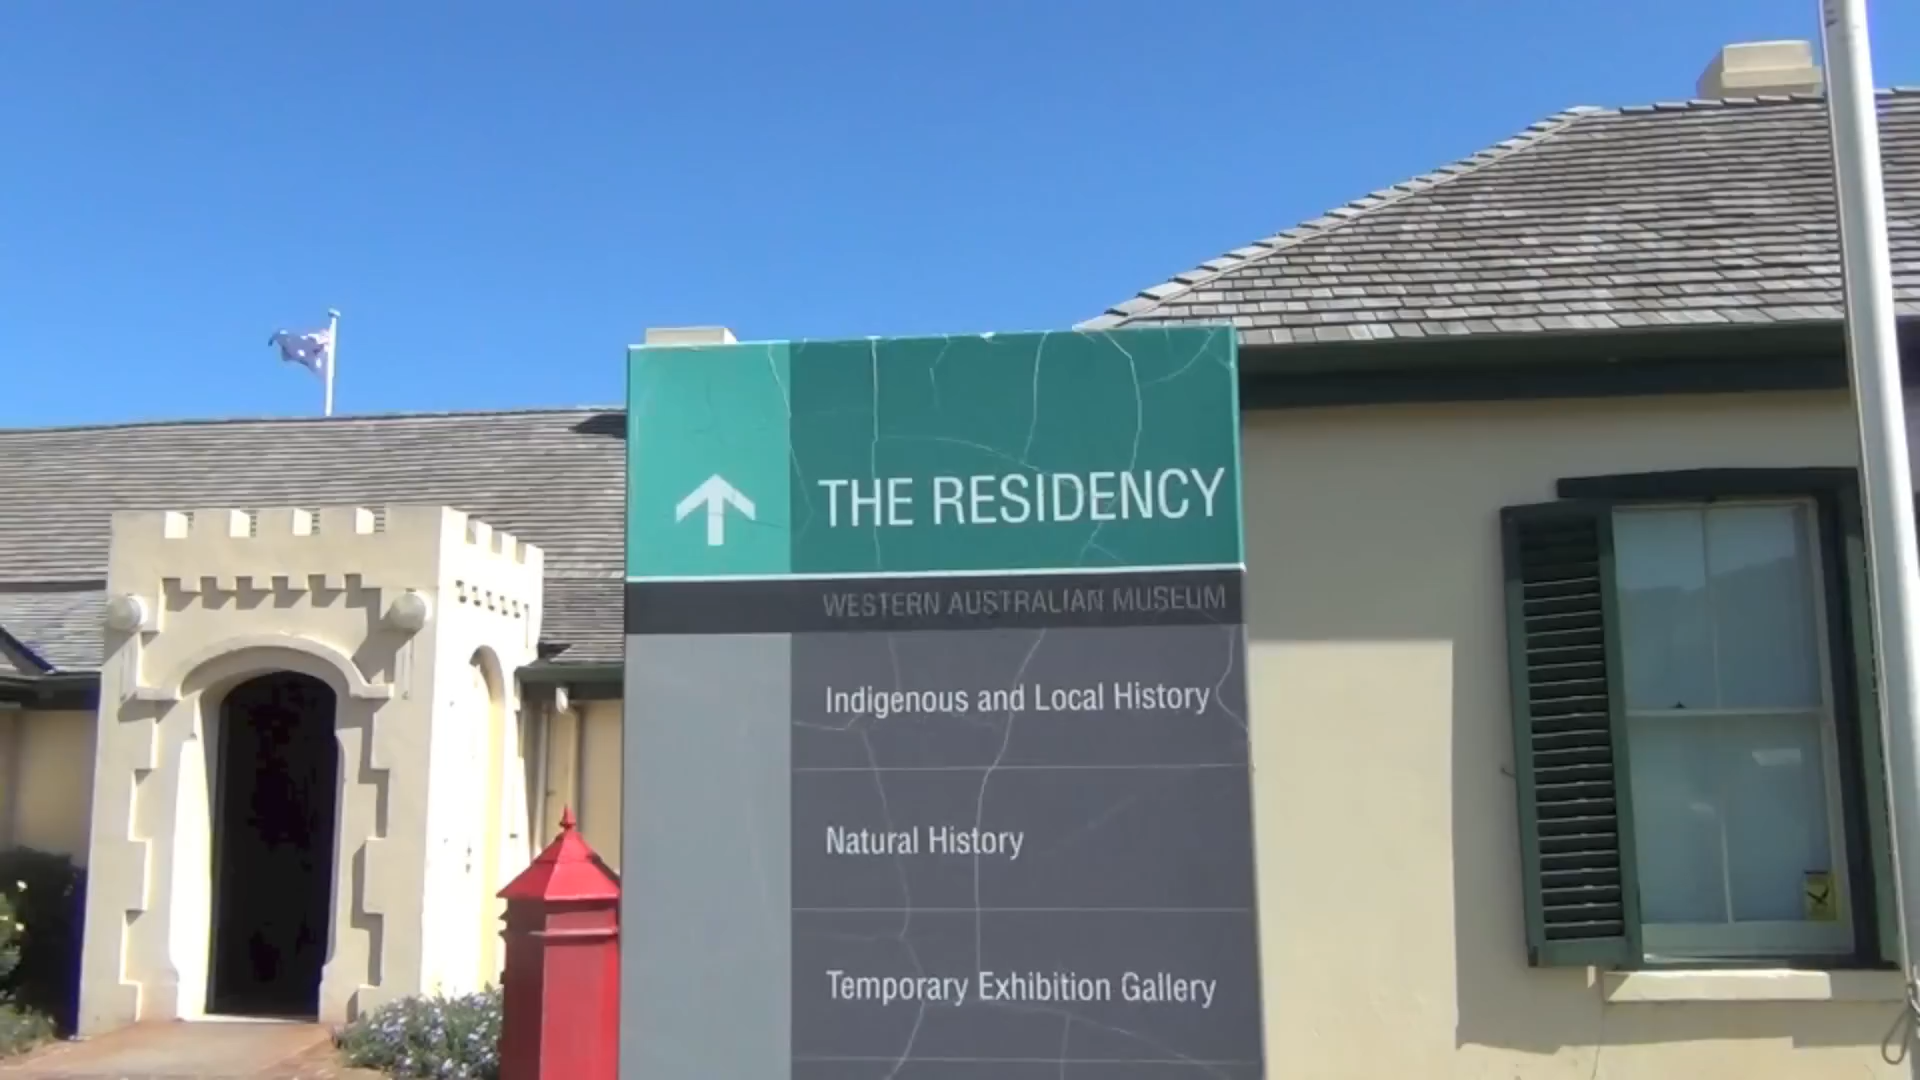 THE RESIDENCY
WESTERN AUSTRALIAN MUSEUM
Indigenous and Local History
Natural History
Temporary Exhibition Gallery